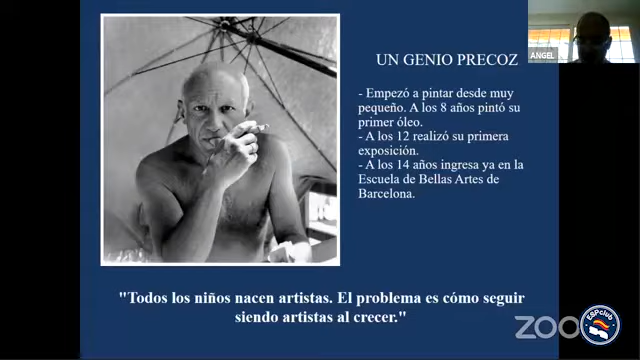 UN GENIO PRECOZ
- Empezó a pintar desde muy
pequeño. A los 8 años pintó su
primer óleo.
- A los 12 realizó su primera
exposición.
- A los 14 años ingresa ya en la
Escuela de Bellas Artes de
Barcelona.
"Todos los niños nacen artistas. El problema es cómo seguir
siendo artistas al crecer."
ANGEL
ZOO
ESPclub